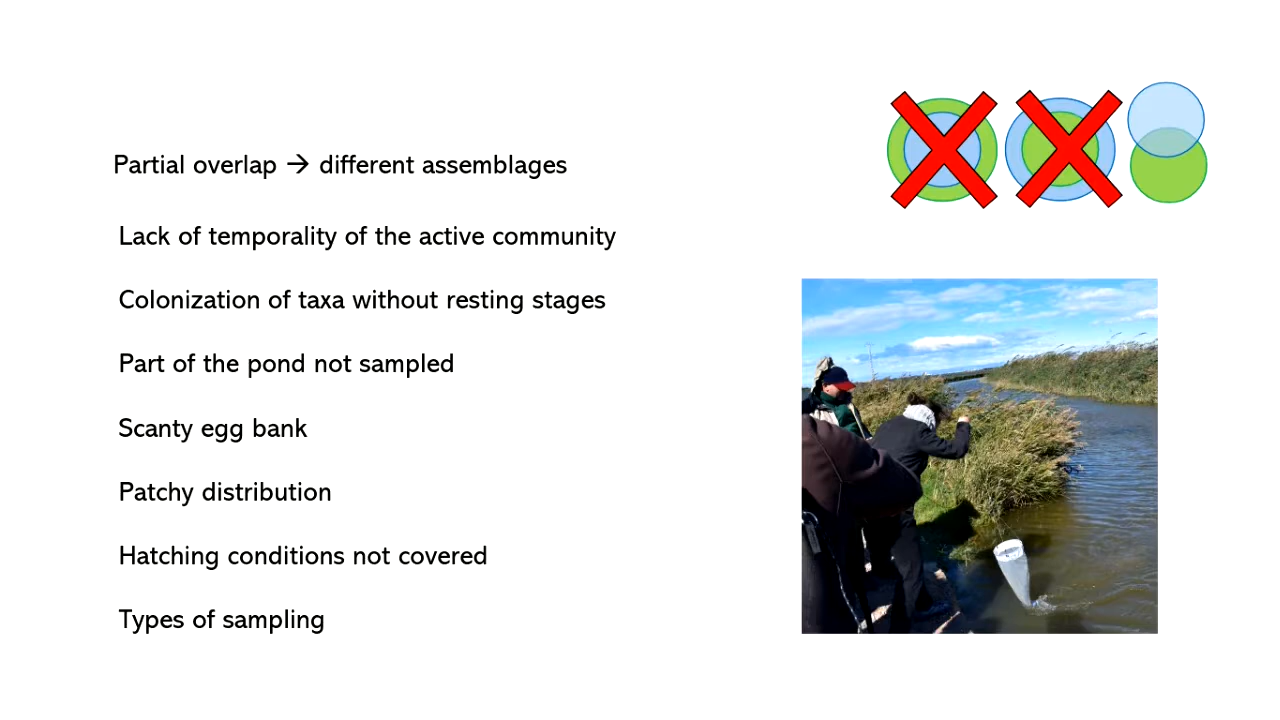 Partial overlap → different assemblages
Lack of temporality of the active community
Colonization of taxa without resting stages
Part of the pond not sampled
Scanty egg bank
Patchy distribution
Hatching conditions not covered
Types of sampling